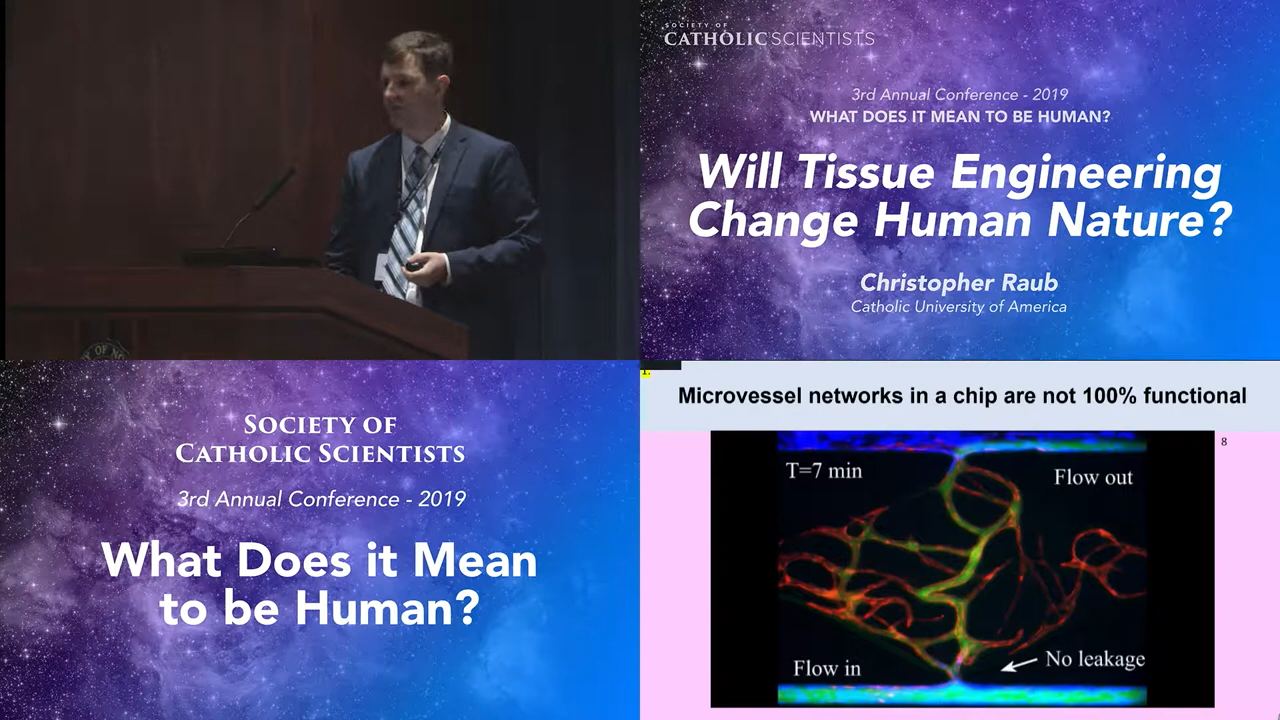 SOCIETY OF
CATHOLIC SCIENTISTS
3rd Annual Conference - 2019
WHAT DOES IT MEAN TO BE HUMAN?
Will Tissue Engineering
Change Human Nature?
Christopher Raub
Catholic University of America
SOCIETY OF
CATHOLIC SCIENTISTS
3rd Annual Conference - 2019
What Does it Mean
to be Human?
1.
Microvessel networks in a chip are not 100% functional
8
T=7 min
Flow out
Flow in
No leakage